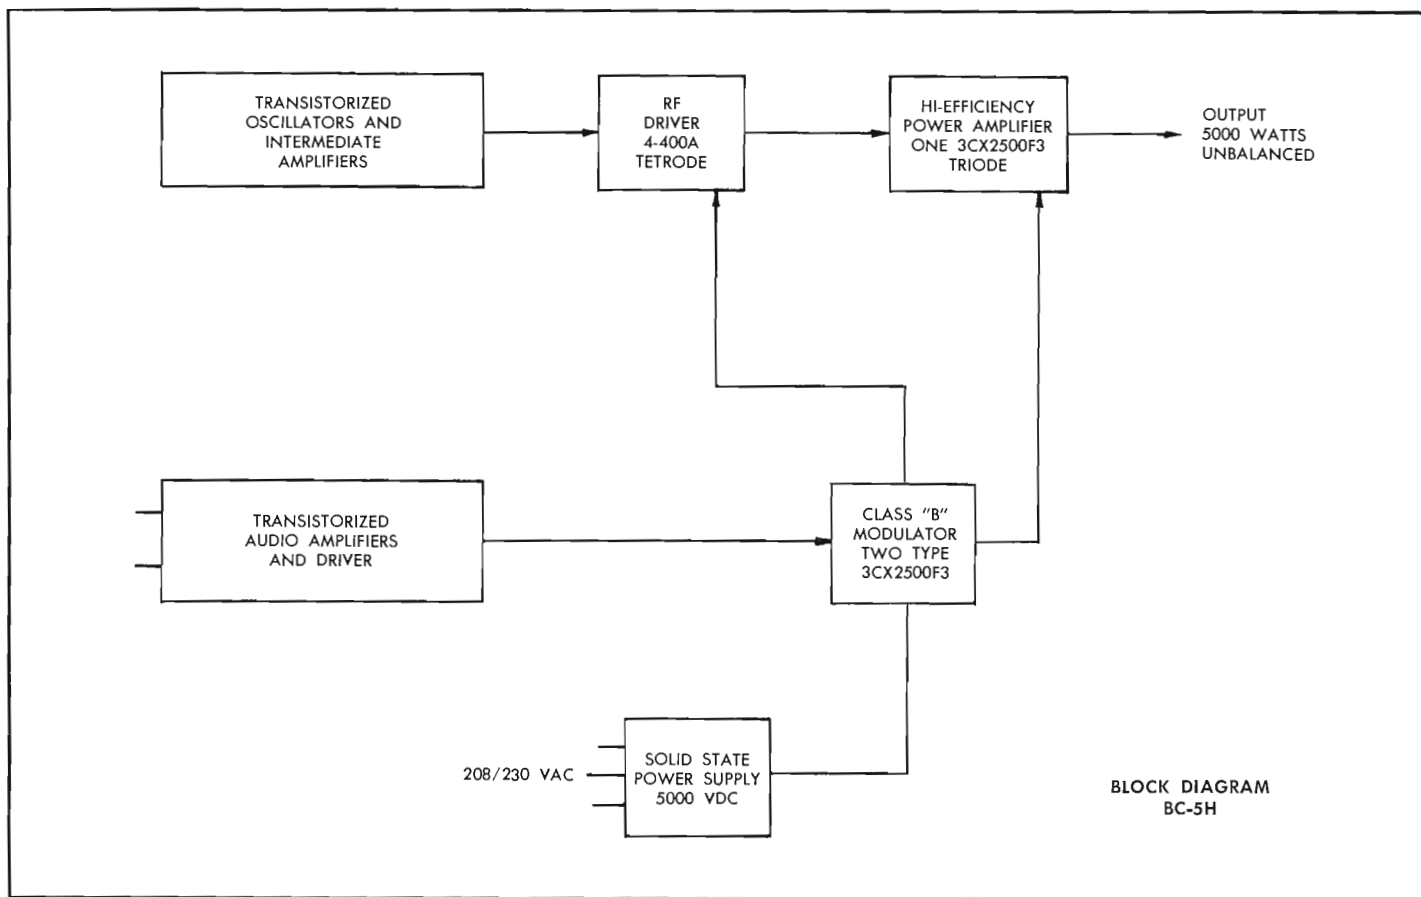 TRANSISTORIZED
OSCILLATORS AND
INTERMEDIATE
AMPLIFIERS
RF
DRIVER
4-400A
TETRODE
HI-EFFICIENCY
POWER AMPLIFIER
ONE 3CX2500F3
TRIODE
OUTPUT
5000 WATTS
UNBALANCED
TRANSISTORIZED
AUDIO AMPLIFIERS
AND DRIVER
CLASS "B"
MODULATOR
TWO TYPE
3CX2500F3
208/230 VAC
SOLID STATE
POWER SUPPLY
5000 VDC
BLOCK DIAGRAM
BC-5H